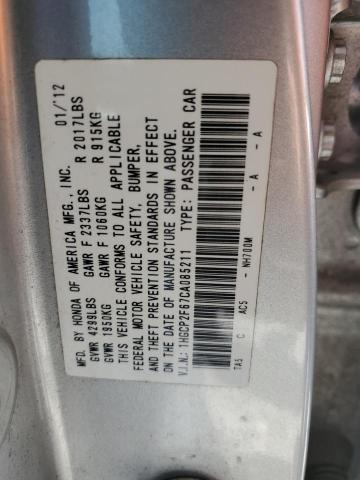 MFD. BY HONDA OF AMERICA MFG., INC. 01/'12
GVWR 4299LBS GAWR F 2337LBS R 2017LBS
GVWR 1950KG GAWR F 1060KG R 915KG
THIS VEHICLE CONFORMS TO ALL APPLICABLE
FEDERAL MOTOR VEHICLE SAFETY, BUMPER,
AND THEFT PREVENTION STANDARDS IN EFFECT
ON THE DATE OF MANUFACTURE SHOWN ABOVE.
V.I.N.: 1HGCP2F67CA085211 TYPE: PASSENGER CAR
TA5 C AC5 - NH700M - A - A